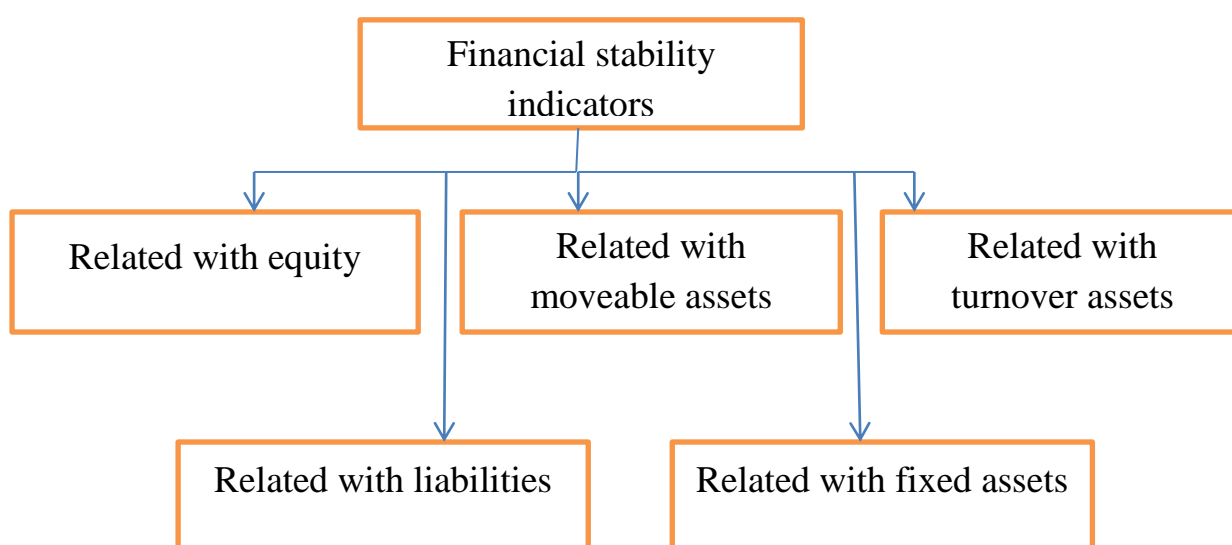 Financial stability
indicators
Related with equity
Related with
moveable assets
Related with
turnover assets
Related with liabilities
Related with fixed assets